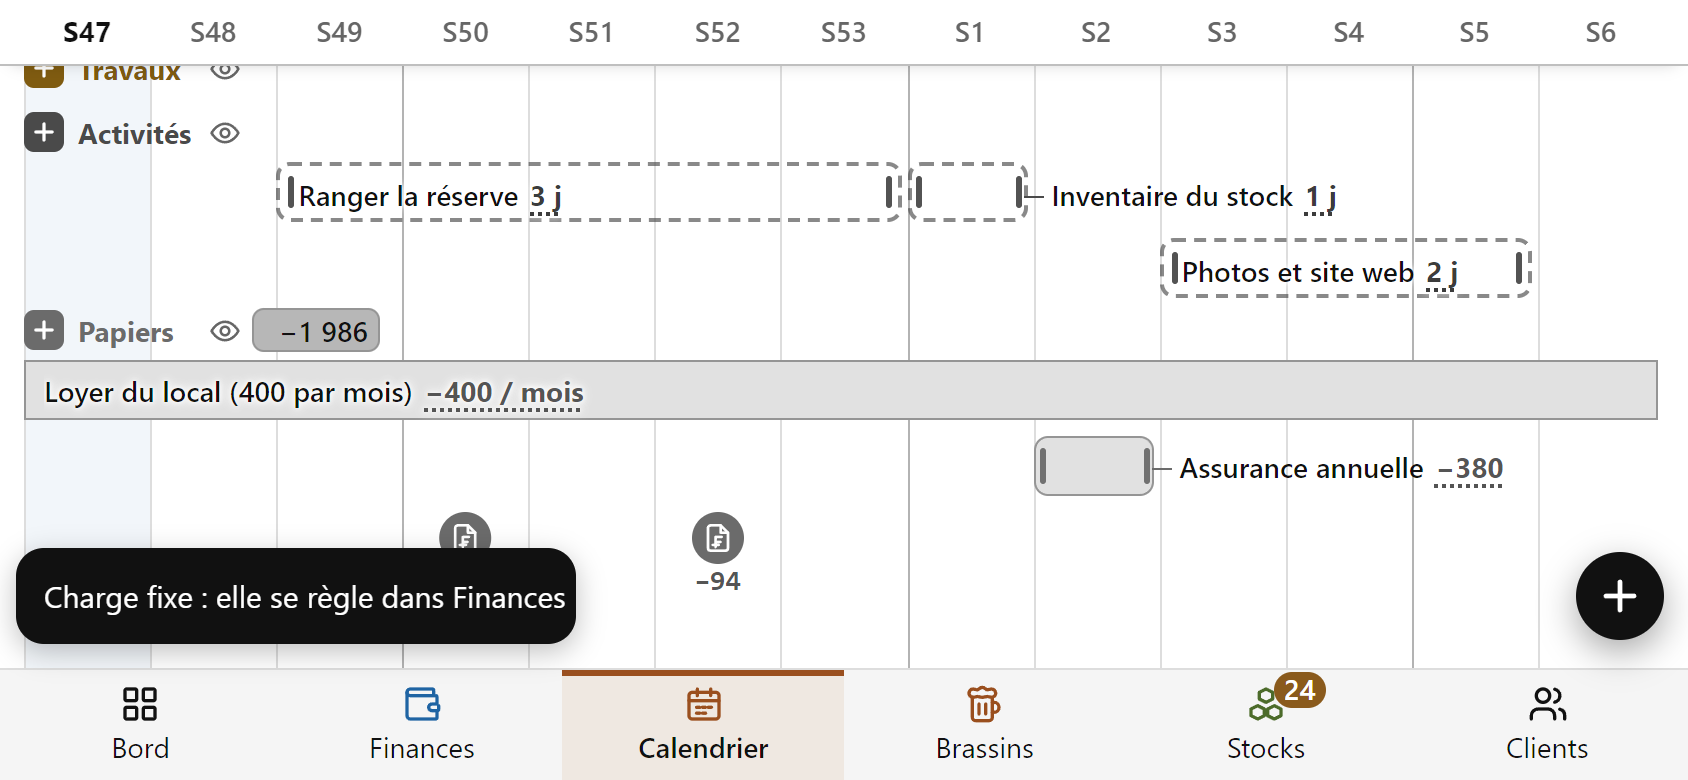 S47 S48 S49 S50 S51 S52 S53 S1 S2 S3 S4 S5 S6
Travaux
Activités
Ranger la réserve 3 j
Inventaire du stock 1 j
Photos et site web 2 j
Papiers
−1 986
Loyer du local (400 par mois) −400 / mois
Assurance annuelle −380
−94
Charge fixe : elle se règle dans Finances
24
Bord Finances Calendrier Brassins Stocks Clients